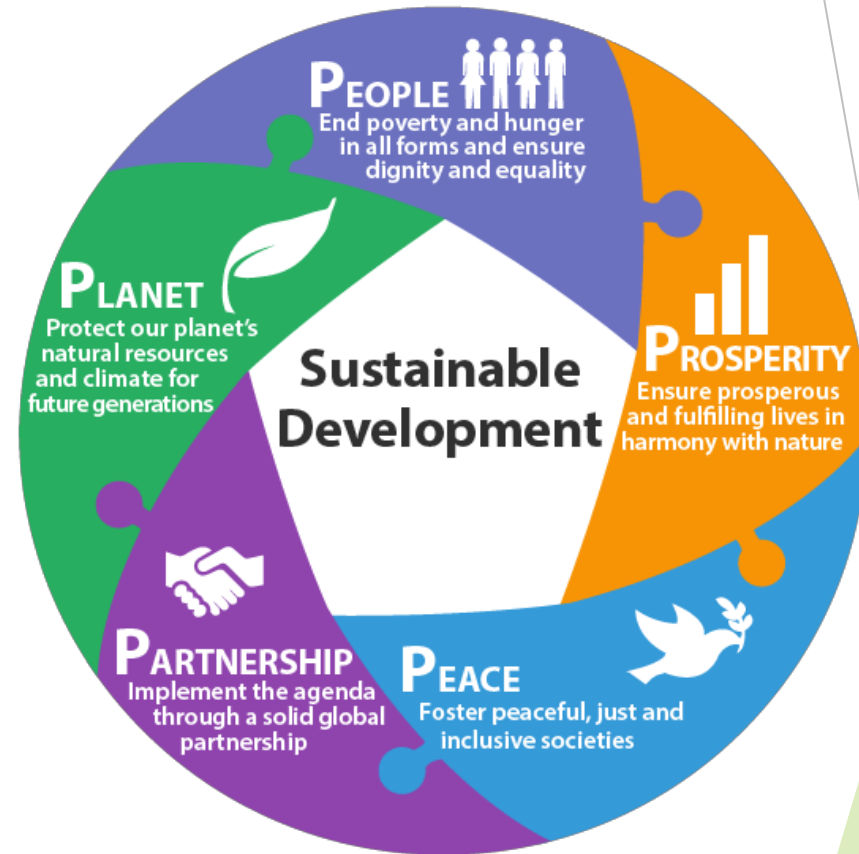 PEOPLE
End poverty and hunger
in all forms and ensure
dignity and equality
PROSPERITY
Ensure prosperous
and fulfilling lives in
harmony with nature
PEACE
Foster peaceful, just and
inclusive societies
PARTNERSHIP
Implement the agenda
through a solid global
partnership
PLANET
Protect our planet's
natural resources
and climate for
future generations
Sustainable
Development